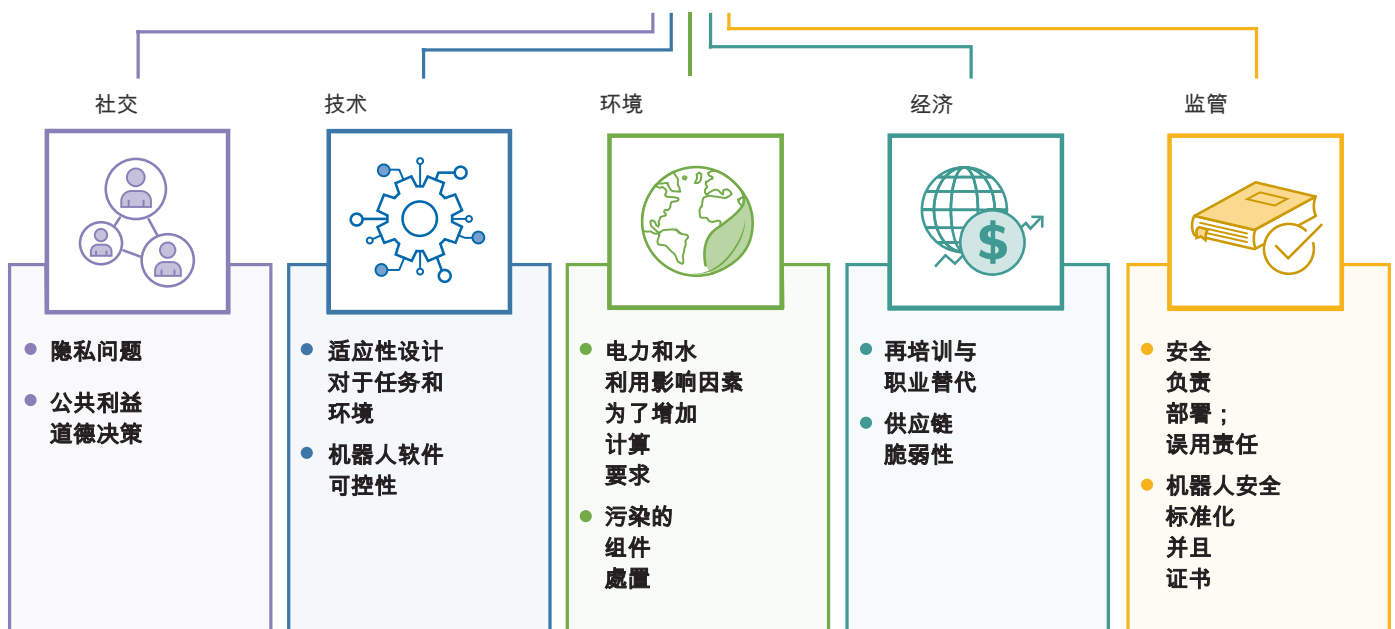 社交
隐私问题
公共利益
道德决策
技术
适应性设计
对于任务和
环境
机器人软件
可控性
环境
电力和水
利用影响因素
为了增加
计算
要求
污染的
组件
處置
经济
$
再培训与
职业替代
供应链
脆弱性
监管
安全
负责
部署；
误用责任
机器人安全
标准化
并且
证书